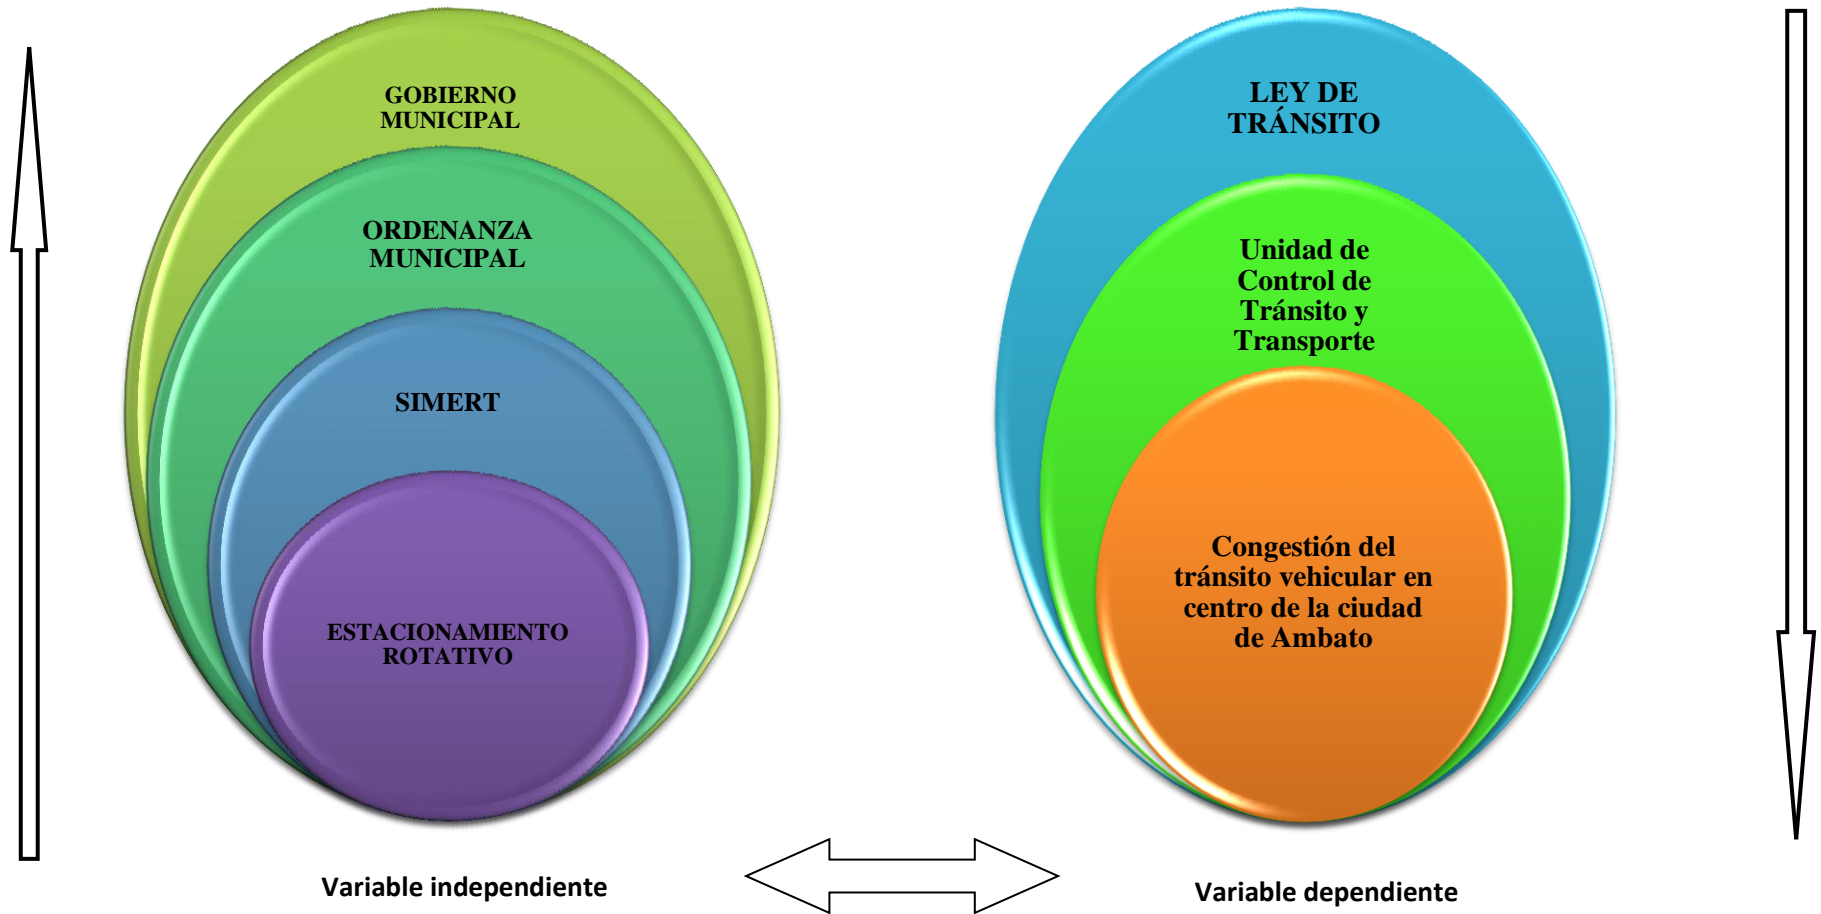 GOBIERNO
MUNICIPAL
ORDENANZA
MUNICIPAL
SIMERT
ESTACIONAMIENTO
ROTATIVO
Variable independiente
LEY DE
TRÁNSITO
Unidad de
Control de
Tránsito y
Transporte
Congestión del
tránsito vehicular en
centro de la ciudad
de Ambato
Variable dependiente